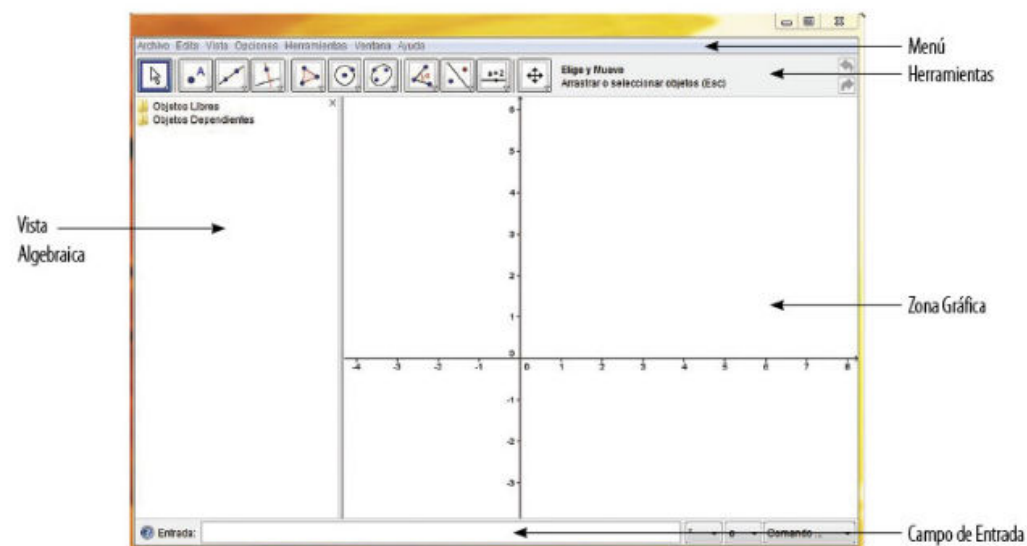 Archivo Edita Vista Opciones Herramientas Ventana Ayuda
Menú
A
a=2
Elige y Mueve
Arrastrar o seleccionar objetos (Esc)
Herramientas
Objetos Libres
Objetos Dependientes
Vista
Algebraica
Zona Gráfica
6
5
4
3
2
1
0
-4 -3 -2 -1 0 1 2 3 4 5 6 7 8
-1
-2
-3
Entrada:
Comando ...
Campo de Entrada